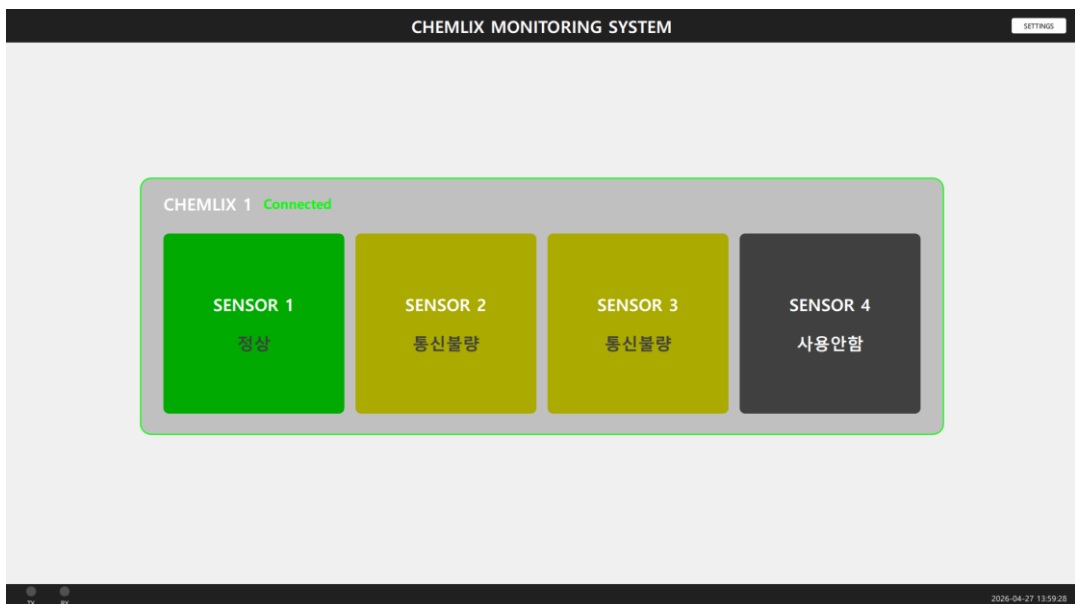 CHEMLIX MONITORING SYSTEM
SETTINGS
CHEMLIX 1 Connected
SENSOR 1
정상
SENSOR 2
통신불량
SENSOR 3
통신불량
SENSOR 4
사용안함
TX
RX
2026-04-27 13:59:28